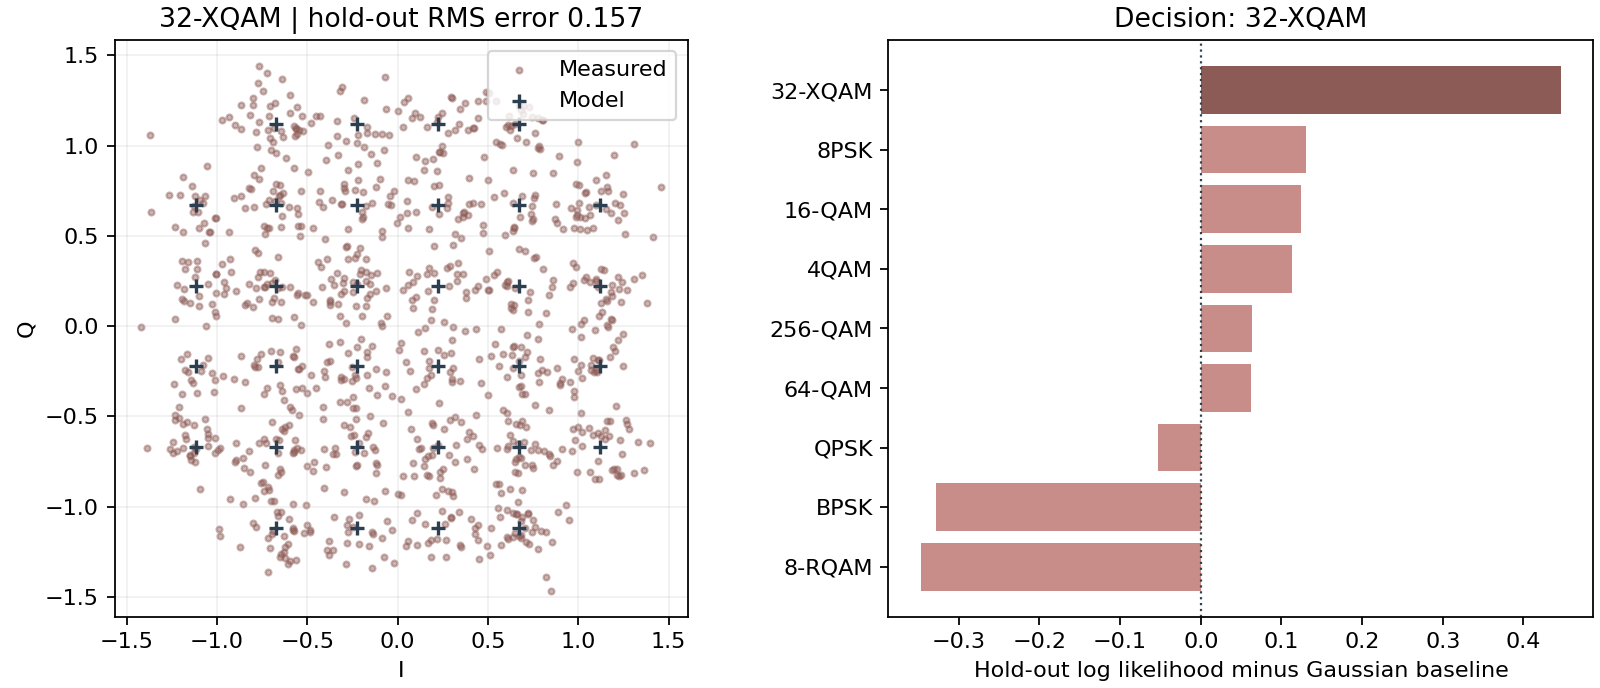 32-XQAM | hold-out RMS error 0.157
Measured
Model
1.5
1.0
0.5
0.0
−0.5
−1.0
−1.5
Q
−1.5 −1.0 −0.5 0.0 0.5 1.0 1.5
I
Decision: 32-XQAM
32-XQAM
8PSK
16-QAM
4QAM
256-QAM
64-QAM
QPSK
BPSK
8-RQAM
−0.3 −0.2 −0.1 0.0 0.1 0.2 0.3 0.4
Hold-out log likelihood minus Gaussian baseline